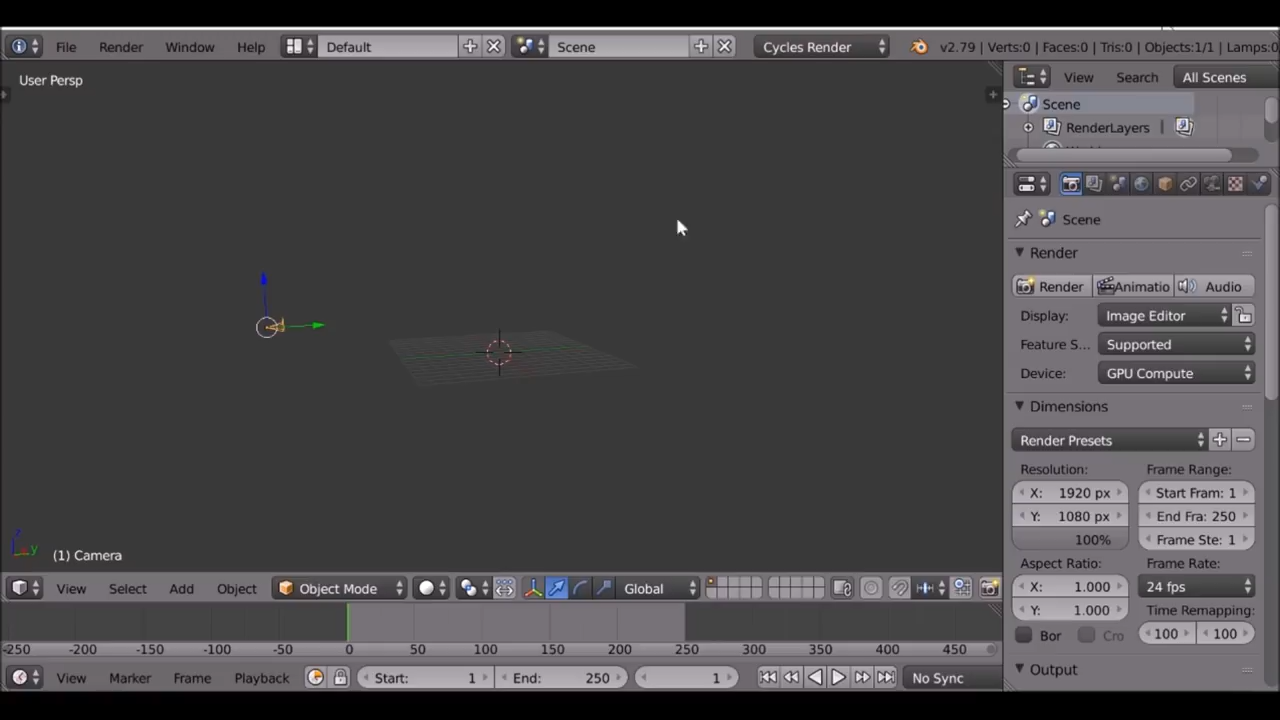 File Render Window Help Default Scene Cycles Render v2.79 | Verts:0 | Faces:0 | Tris:0 | Objects:1/1 | Lamps:0
User Persp
View Search All Scenes
Scene
RenderLayers
Scene
Render
Render Animatio Audio
Display: Image Editor
Feature S... Supported
Device: GPU Compute
Dimensions
Render Presets
Resolution: Frame Range:
X: 1920 px Start Fram: 1
Y: 1080 px End Fra: 250
100% Frame Ste: 1
Aspect Ratio: Frame Rate:
X: 1.000 24 fps
Y: 1.000 Time Remapping:
Bor Cro 100 100
Output
z
y
(1) Camera
View Select Add Object Object Mode Global
-250 -200 -150 -100 -50 0 50 100 150 200 250 300 350 400 450
View Marker Frame Playback Start: 1 End: 250 1 No Sync